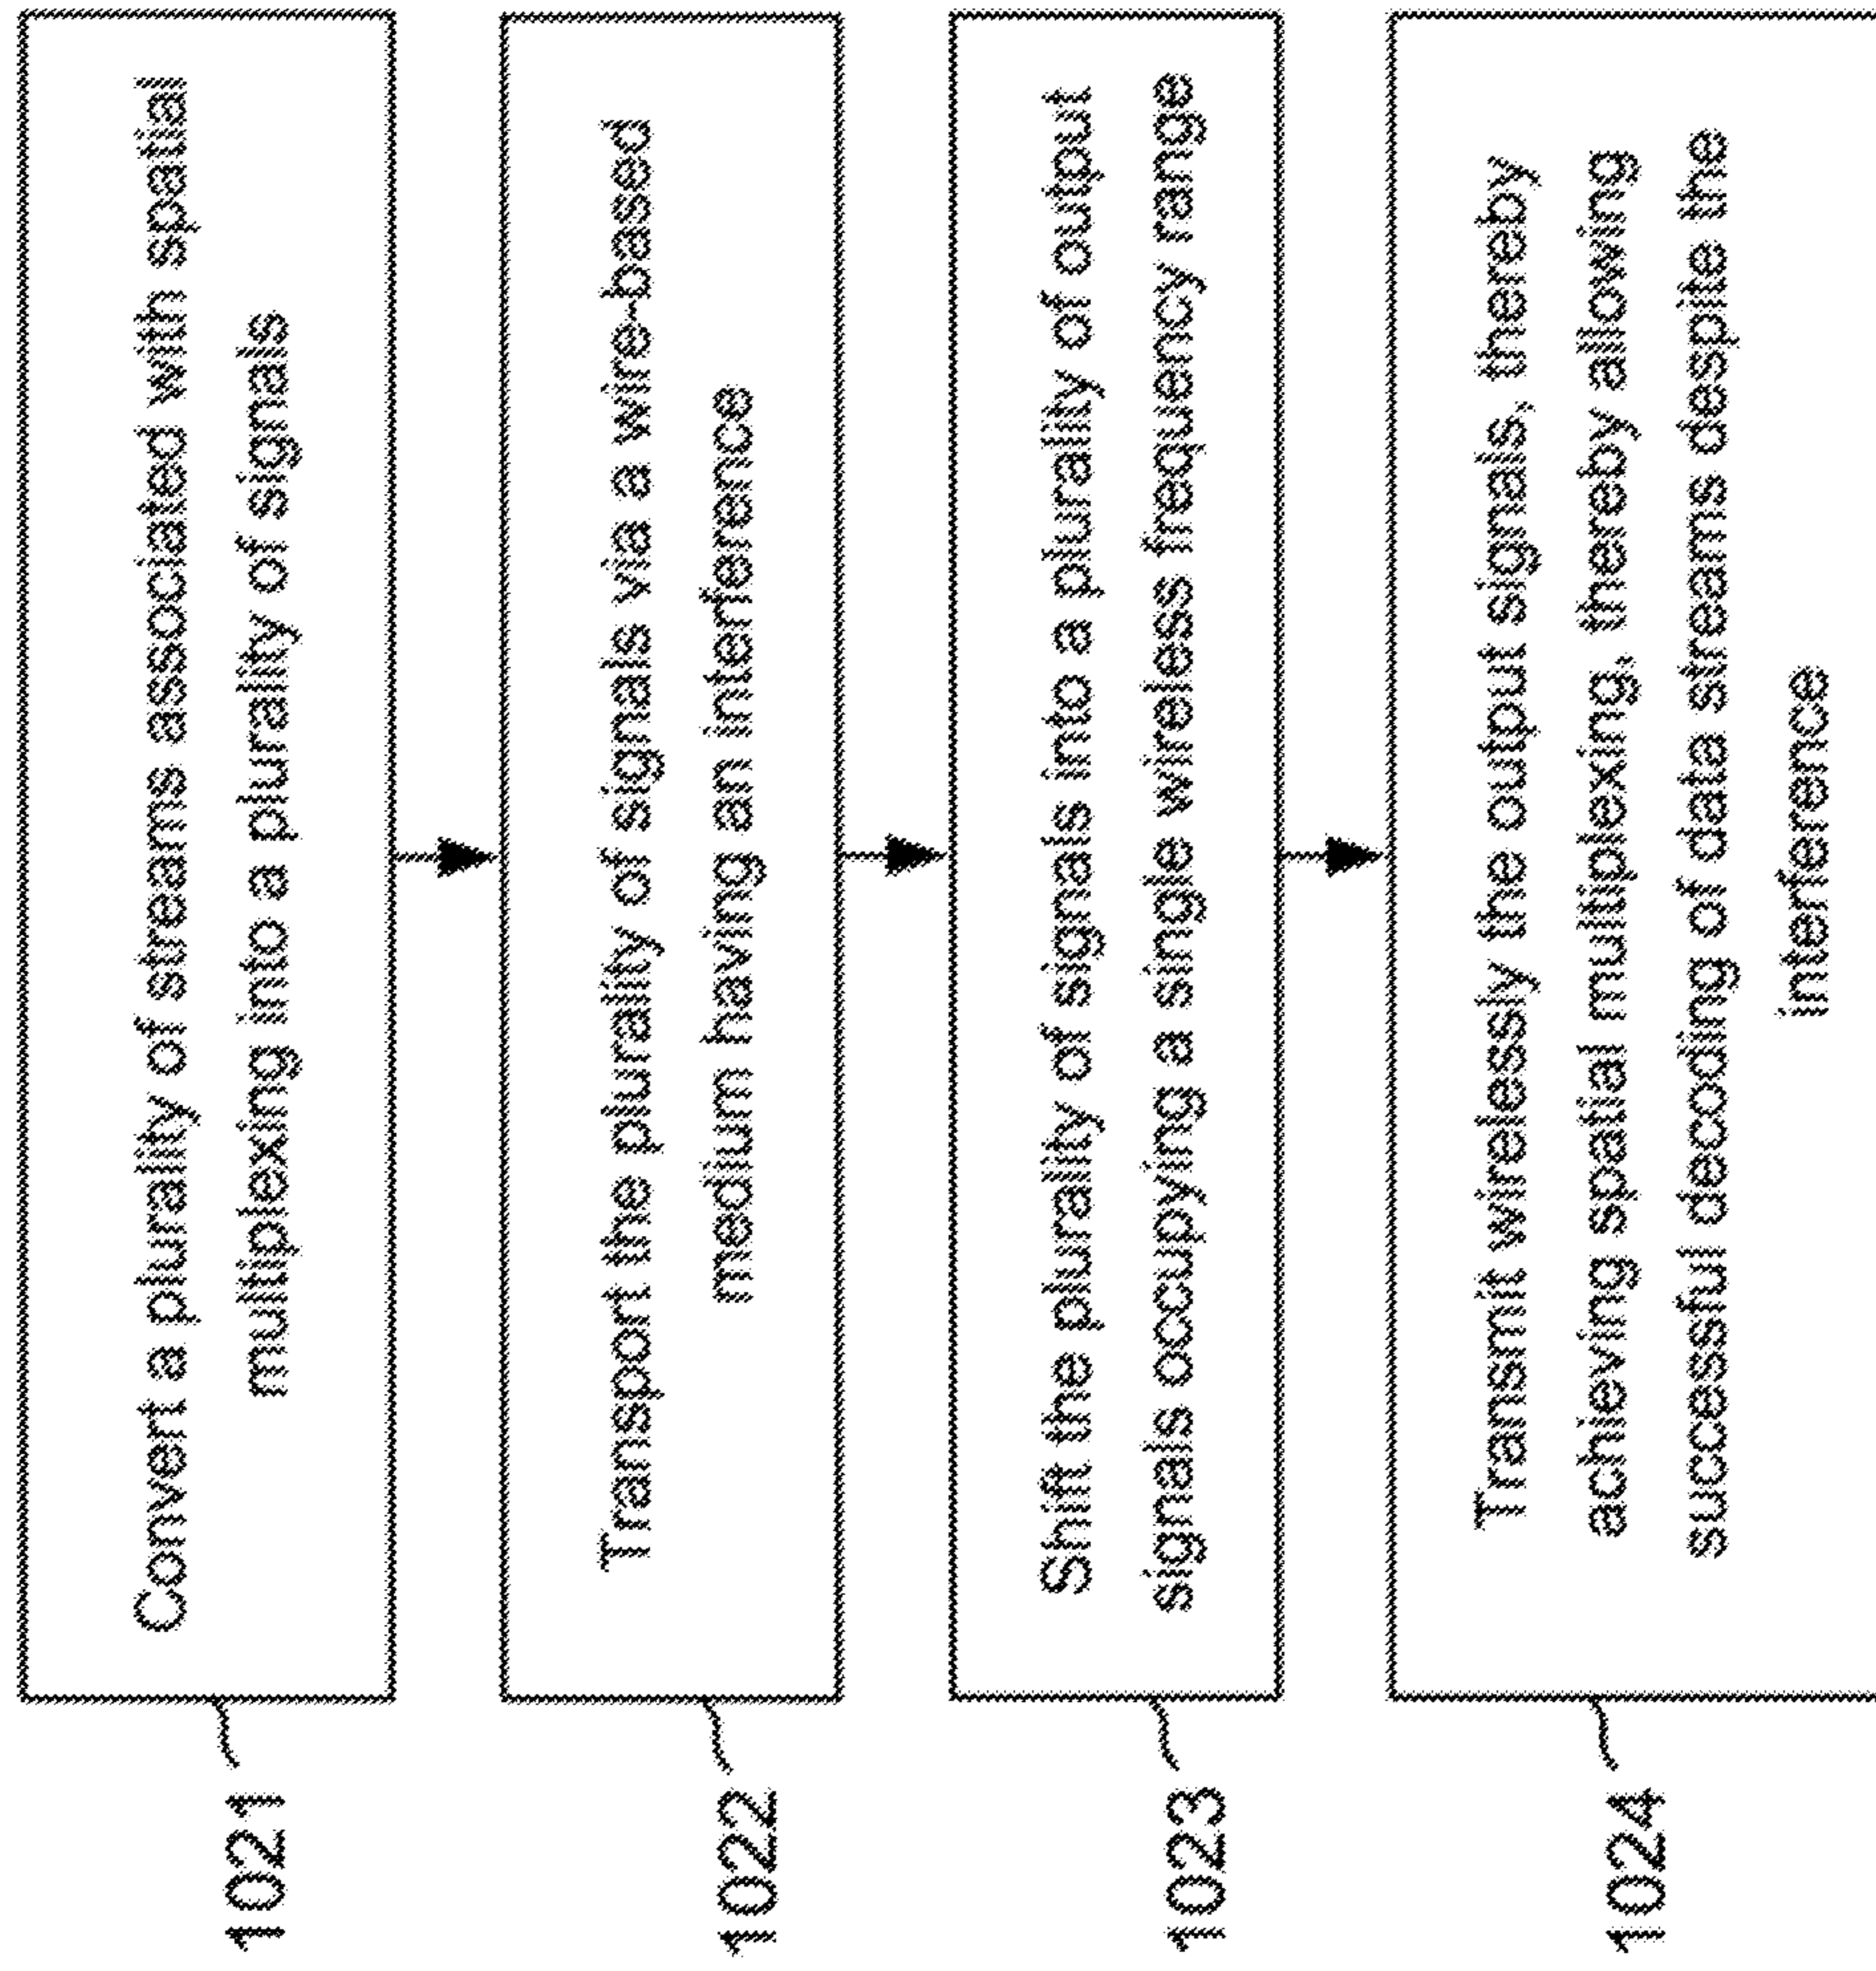 1021
Convert a plurality of streams associated with spatial
multiplexing into a plurality of signals
1022
Transport the plurality of signals via a wire-based
medium having an interference
1023
Shift the plurality of signals into a plurality of output
signals occupying a single wireless frequency range
1024
Transmit wirelessly the output signals, thereby
achieving spatial multiplexing, thereby allowing
successful decoding of data streams despite the
interference